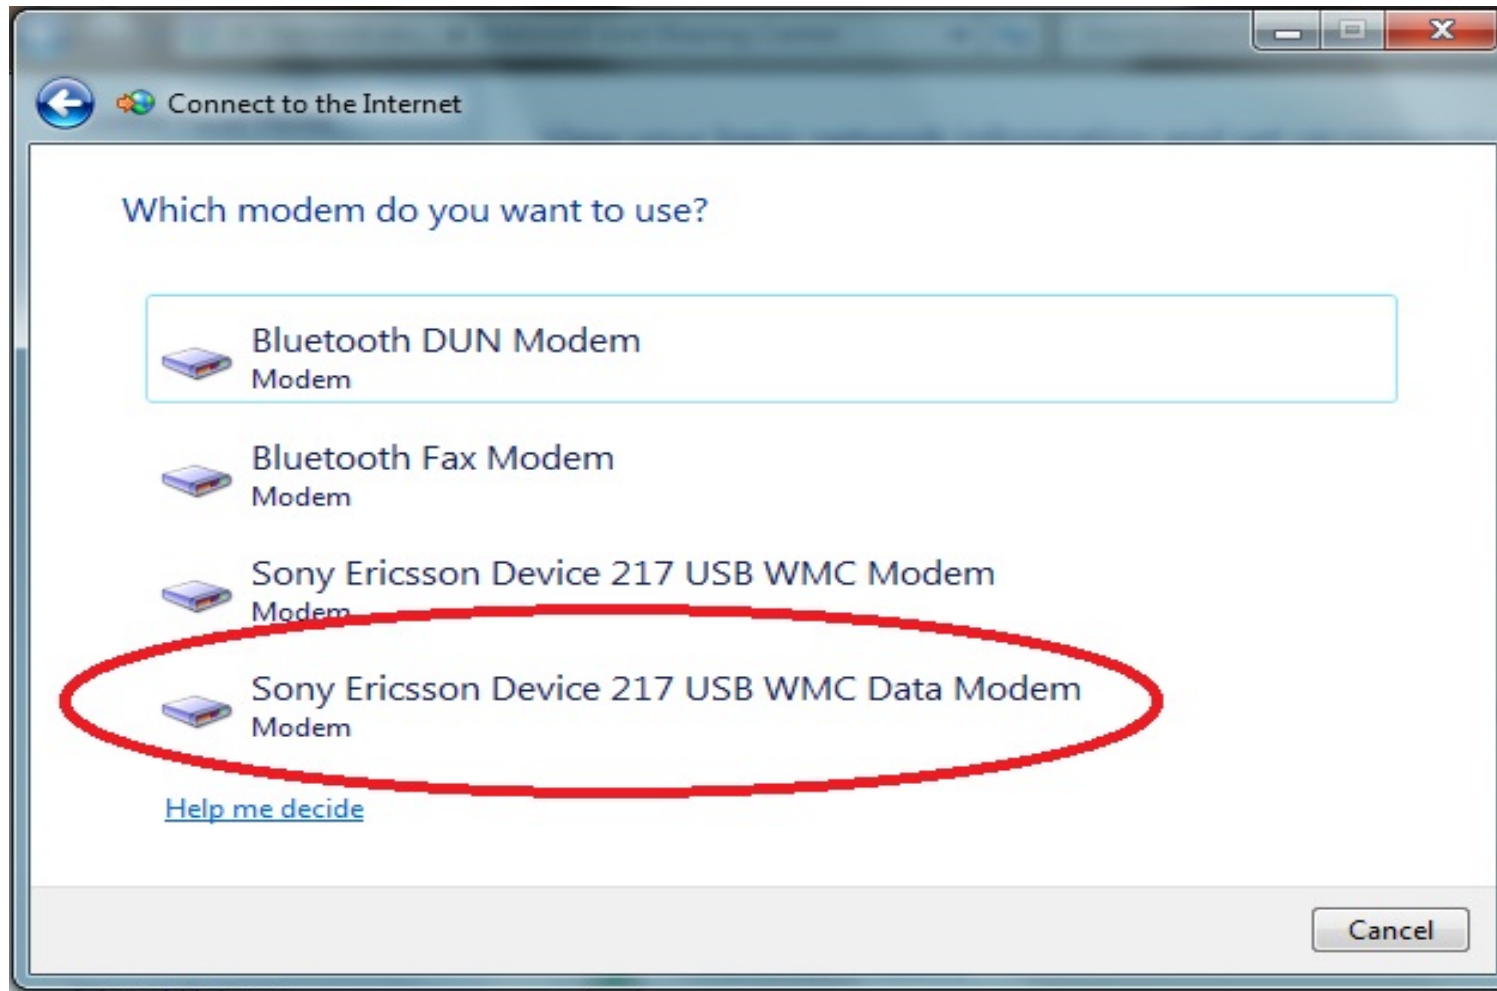 Connect to the Internet
Which modem do you want to use?
Bluetooth DUN Modem
Modem
Bluetooth Fax Modem
Modem
Sony Ericsson Device 217 USB WMC Modem
Modem
Sony Ericsson Device 217 USB WMC Data Modem
Modem
Help me decide
Cancel